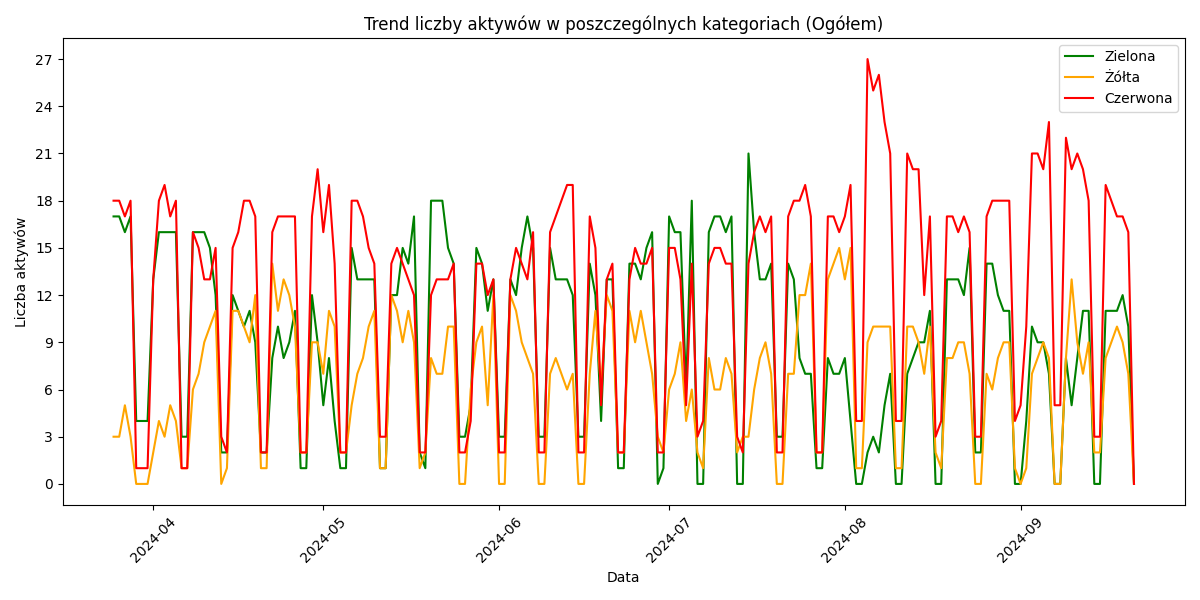 Trend liczby aktywów w poszczególnych kategoriach (Ogółem)
Zielona
Żółta
Czerwona
Liczba aktywów
27
24
21
18
15
12
9
6
3
0
2024-04
2024-05
2024-06
2024-07
2024-08
2024-09
Data